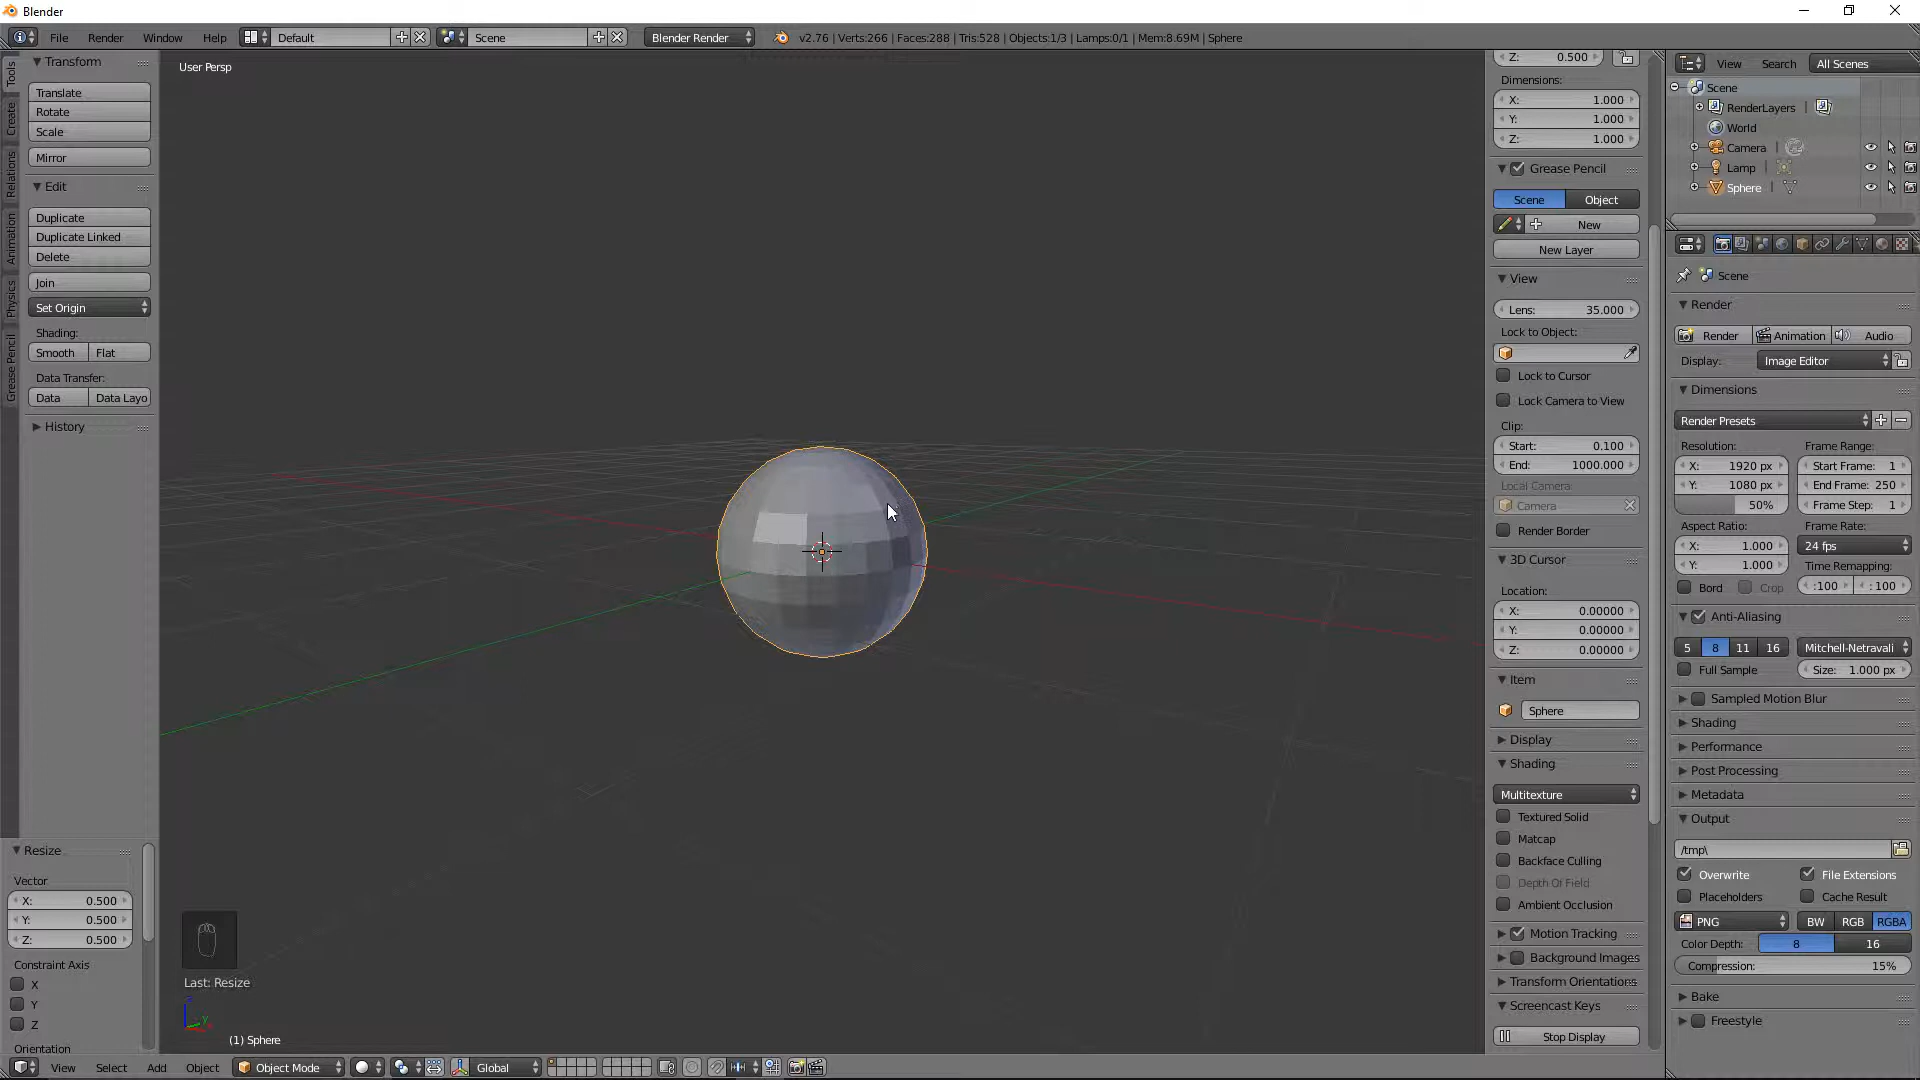 Blender
File Render Window Help Default Scene Blender Render v2.76 | Verts:266 | Faces:288 | Tris:528 | Objects:1/3 | Lamps:0/1 | Mem:8.69M | Sphere
Tools
Create
Relations
Animation
Physics
Grease Pencil
Transform
Translate
Rotate
Scale
Mirror
Edit
Duplicate
Duplicate Linked
Delete
Join
Set Origin
Shading:
Smooth Flat
Data Transfer:
Data Data Layo
History
Resize
Vector
X: 0.500
Y: 0.500
Z: 0.500
Constraint Axis
X
Y
Z
Orientation
User Persp
Last: Resize
(1) Sphere
View Select Add Object Object Mode Global
Z: 0.500
Dimensions:
X: 1.000
Y: 1.000
Z: 1.000
Grease Pencil
Scene Object
New
New Layer
View
Lens: 35.000
Lock to Object:
Lock to Cursor
Lock Camera to View
Clip:
Start: 0.100
End: 1000.000
Local Camera:
Camera
Render Border
3D Cursor
Location:
X: 0.00000
Y: 0.00000
Z: 0.00000
Item
Sphere
Display
Shading
Multitexture
Textured Solid
Matcap
Backface Culling
Depth Of Field
Ambient Occlusion
Motion Tracking
Background Images
Transform Orientations
Screencast Keys
Stop Display
View Search All Scenes
Scene
RenderLayers
World
Camera
Lamp
Sphere
Scene
Render
Render Animation Audio
Display: Image Editor
Dimensions
Render Presets
Resolution: Frame Range:
X: 1920 px Start Frame: 1
Y: 1080 px End Frame: 250
50% Frame Step: 1
Aspect Ratio: Frame Rate:
X: 1.000 24 fps
Y: 1.000 Time Remapping:
Bord Crop :100 :100
Anti-Aliasing
5 8 11 16 Mitchell-Netravali
Full Sample Size: 1.000 px
Sampled Motion Blur
Shading
Performance
Post Processing
Metadata
Output
/tmp\
Overwrite File Extensions
Placeholders Cache Result
PNG BW RGB RGBA
Color Depth: 8 16
Compression: 15%
Bake
Freestyle